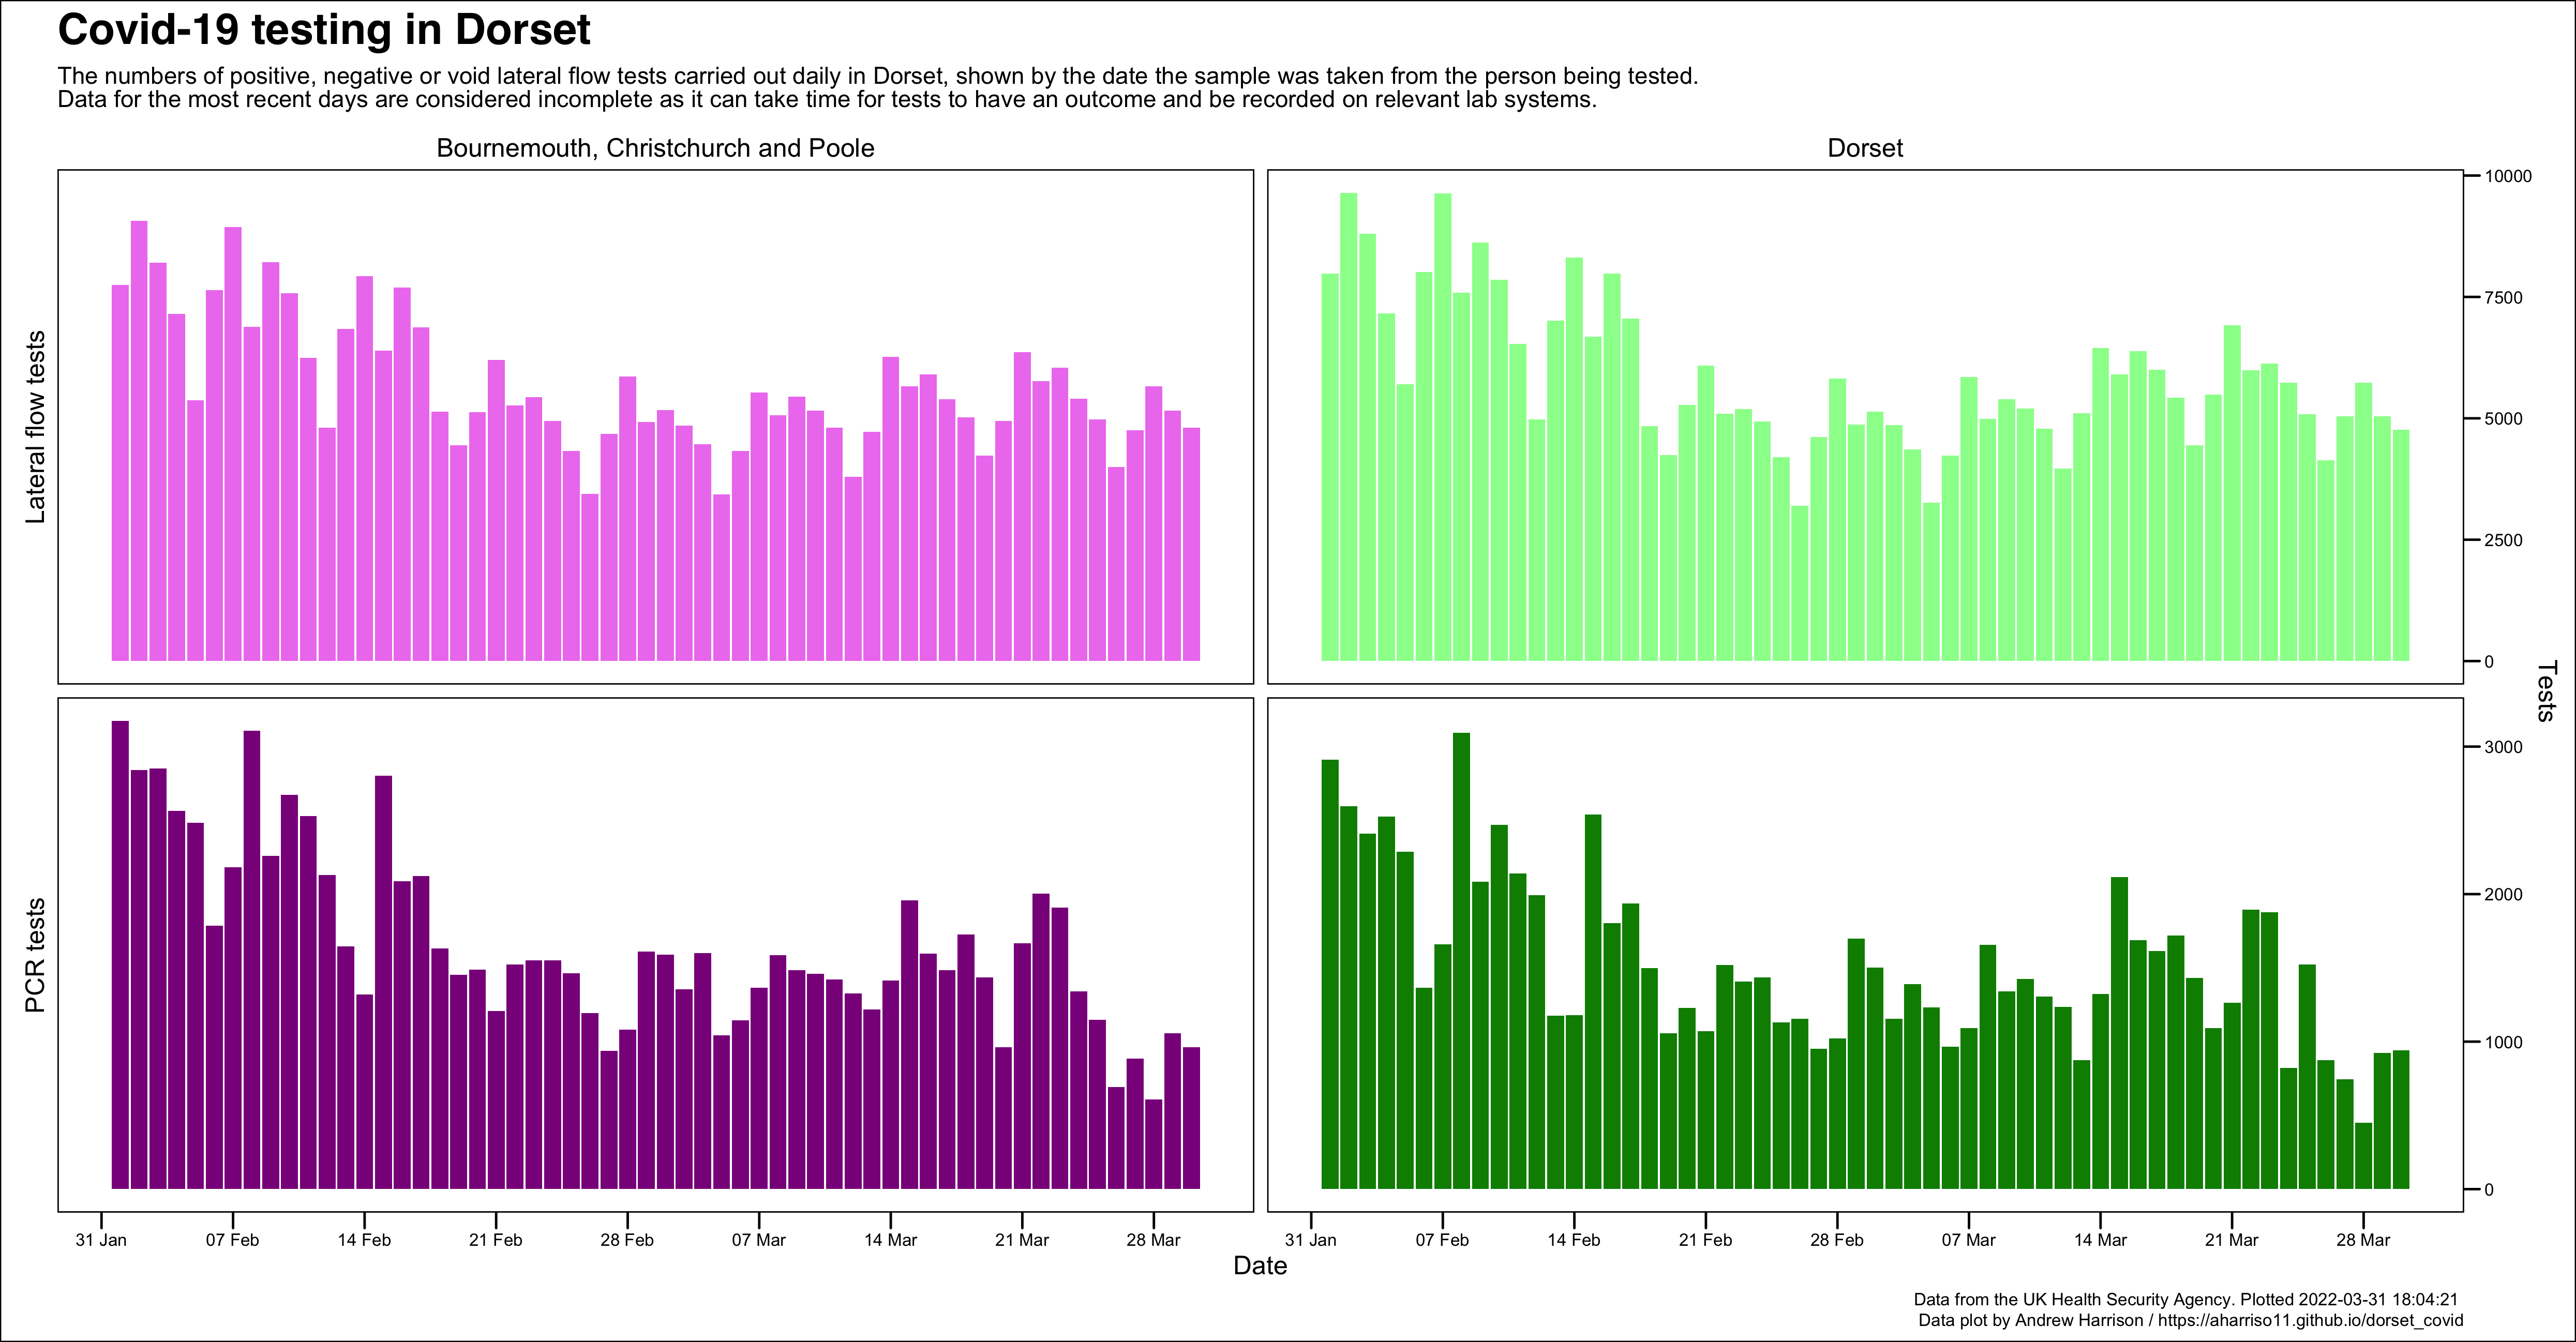 Covid-19 testing in Dorset
The numbers of positive, negative or void lateral flow tests carried out daily in Dorset, shown by the date the sample was taken from the person being tested.
Data for the most recent days are considered incomplete as it can take time for tests to have an outcome and be recorded on relevant lab systems.
Bournemouth, Christchurch and Poole
Dorset
Lateral flow tests
10000
7500
5000
2500
0
Tests
PCR tests
3000
2000
1000
0
31 Jan 07 Feb 14 Feb 21 Feb 28 Feb 07 Mar 14 Mar 21 Mar 28 Mar
31 Jan 07 Feb 14 Feb 21 Feb 28 Feb 07 Mar 14 Mar 21 Mar 28 Mar
Date
Data from the UK Health Security Agency. Plotted 2022-03-31 18:04:21
Data plot by Andrew Harrison / https://aharriso11.github.io/dorset_covid